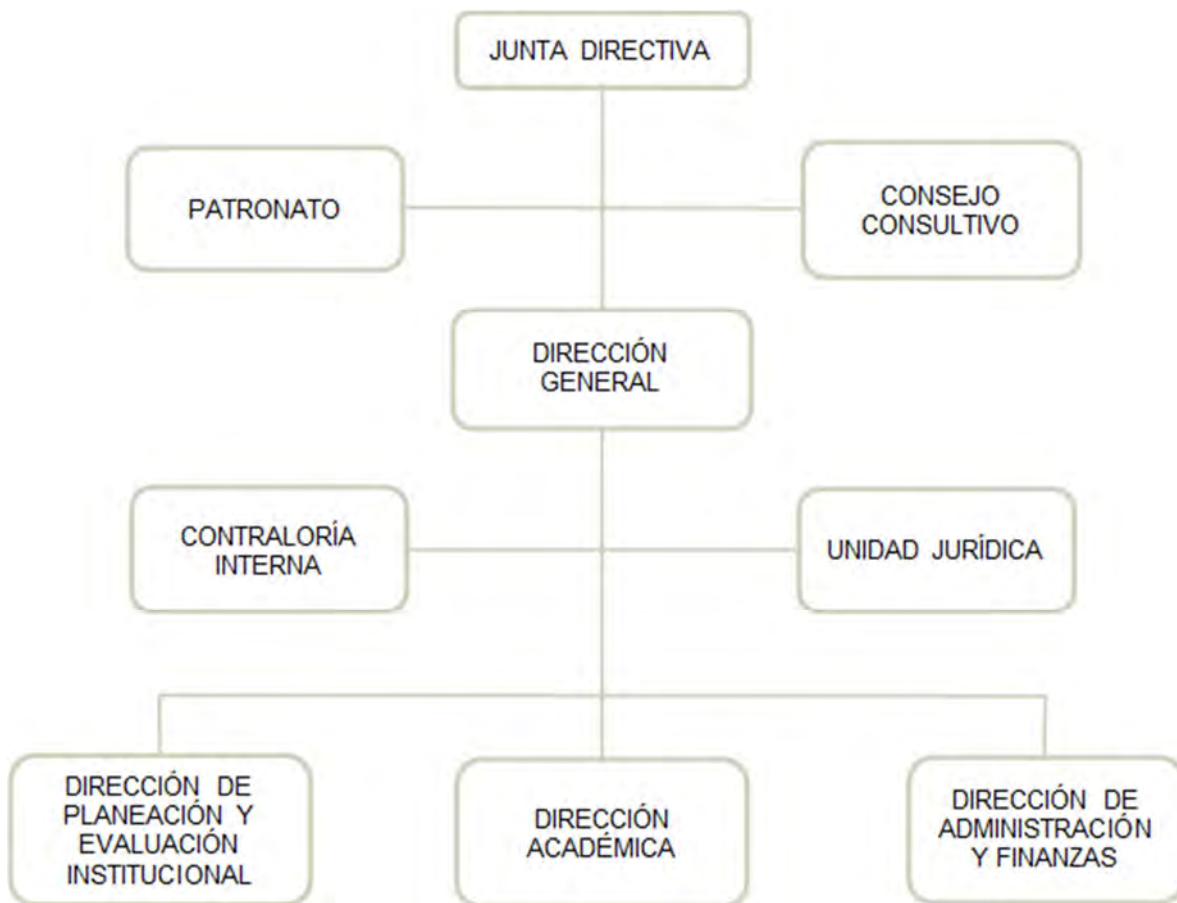 JUNTA DIRECTIVA
PATRONATO
CONSEJO
CONSULTIVO
DIRECCIÓN
GENERAL
CONTRALORÍA
INTERNA
UNIDAD JURÍDICA
DIRECCIÓN DE
PLANEACIÓN Y
EVALUACIÓN
INSTITUCIONAL
DIRECCIÓN
ACADÉMICA
DIRECCIÓN DE
ADMINISTRACIÓN
Y FINANZAS